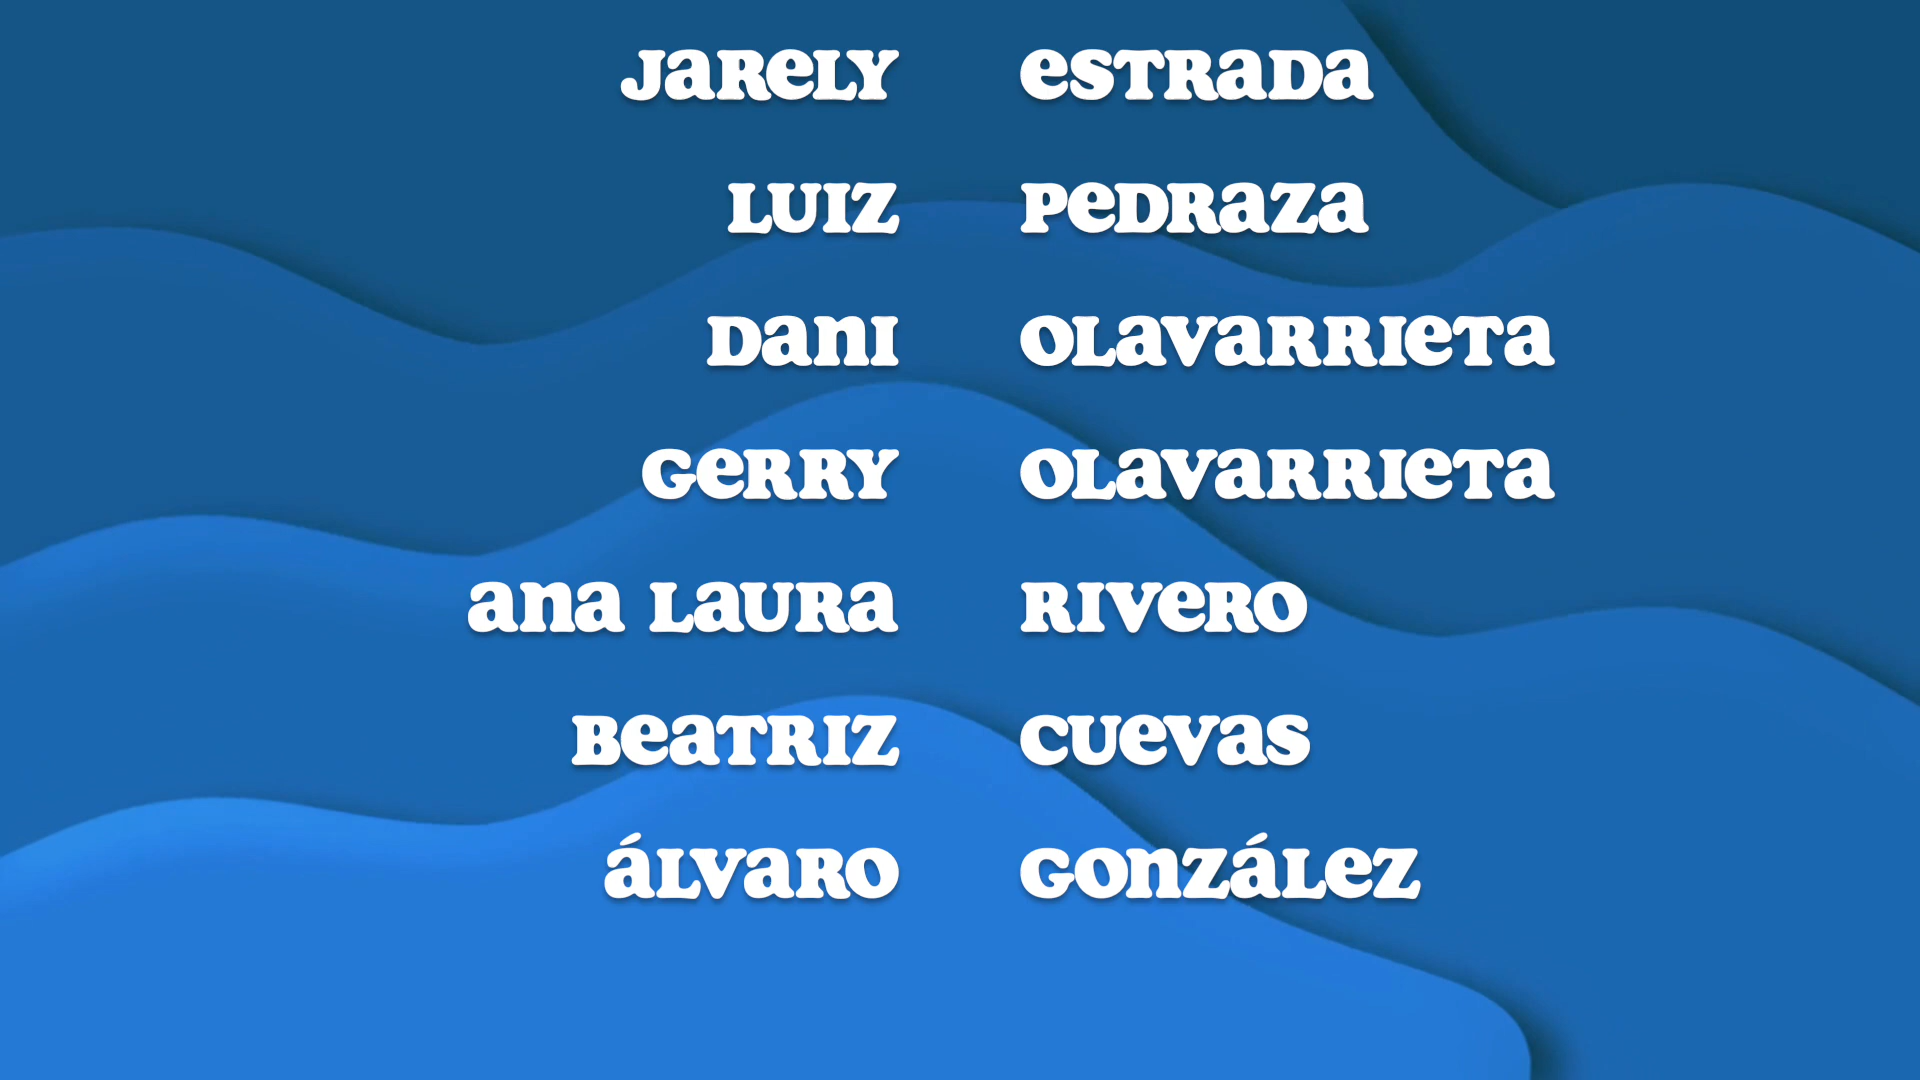 Jarely Estrada
Luiz Pedraza
Dani Olavarrieta
Gerry Olavarrieta
Ana Laura Rivero
Beatriz Cuevas
Álvaro González